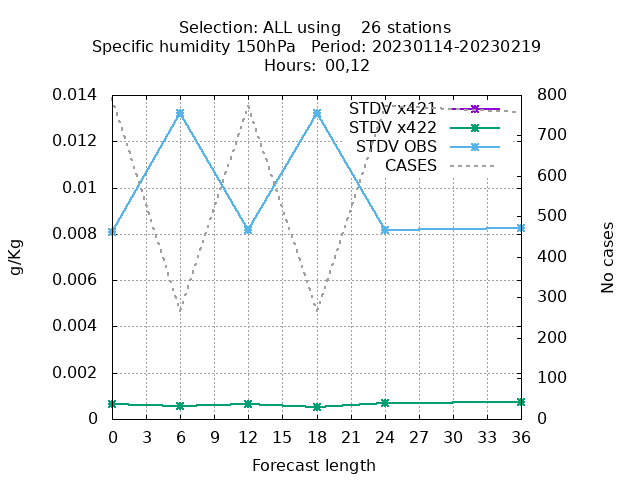 Selection: ALL using 26 stations
Specific humidity 150hPa Period: 20230114-20230219
Hours: 00,12
0.014
0.012
0.01
0.008
0.006
0.004
0.002
0
g/Kg
STDV x421
STDV x422
STDV OBS
CASES
800
700
600
500
400
300
200
100
0
No cases
0 3 6 9 12 15 18 21 24 27 30 33 36
Forecast length